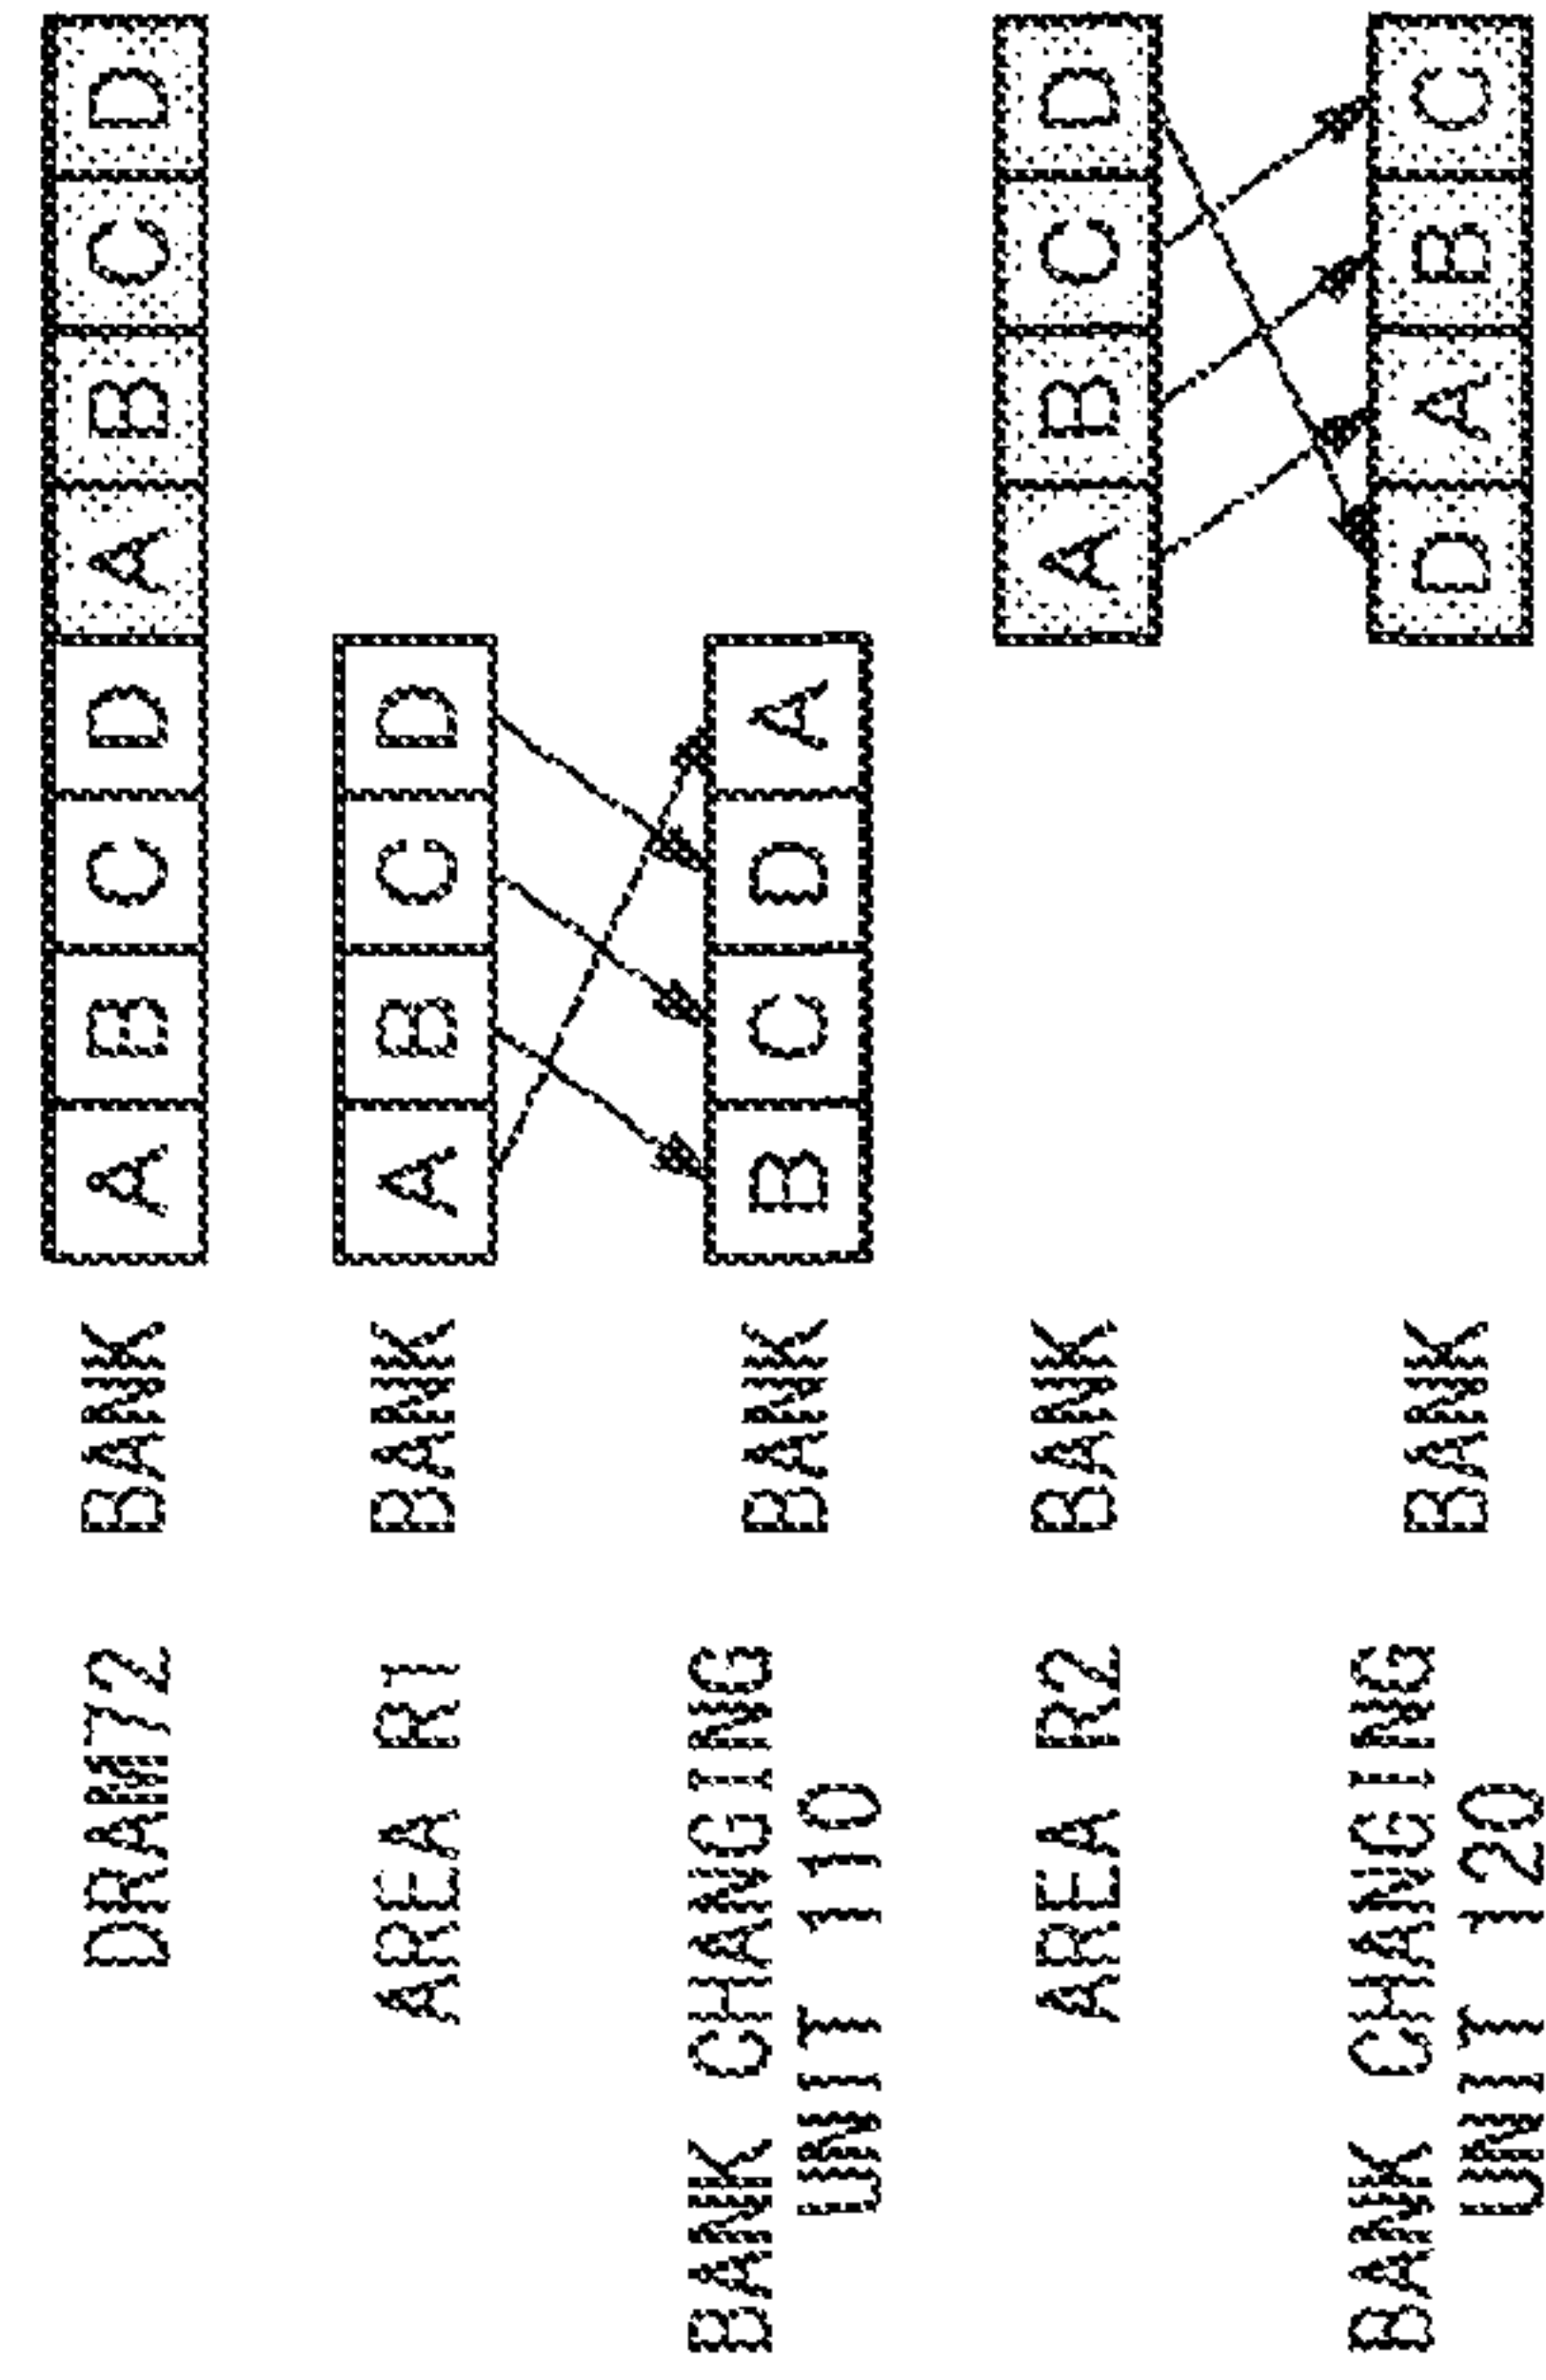 DRAM72 BANK A B C D A B C D
AREA R1 BANK A B C D
BANK CHANGING
UNIT 110
BANK B C D A
AREA R2 BANK A B C D
BANK CHANGING
UNIT 120
BANK D A B C